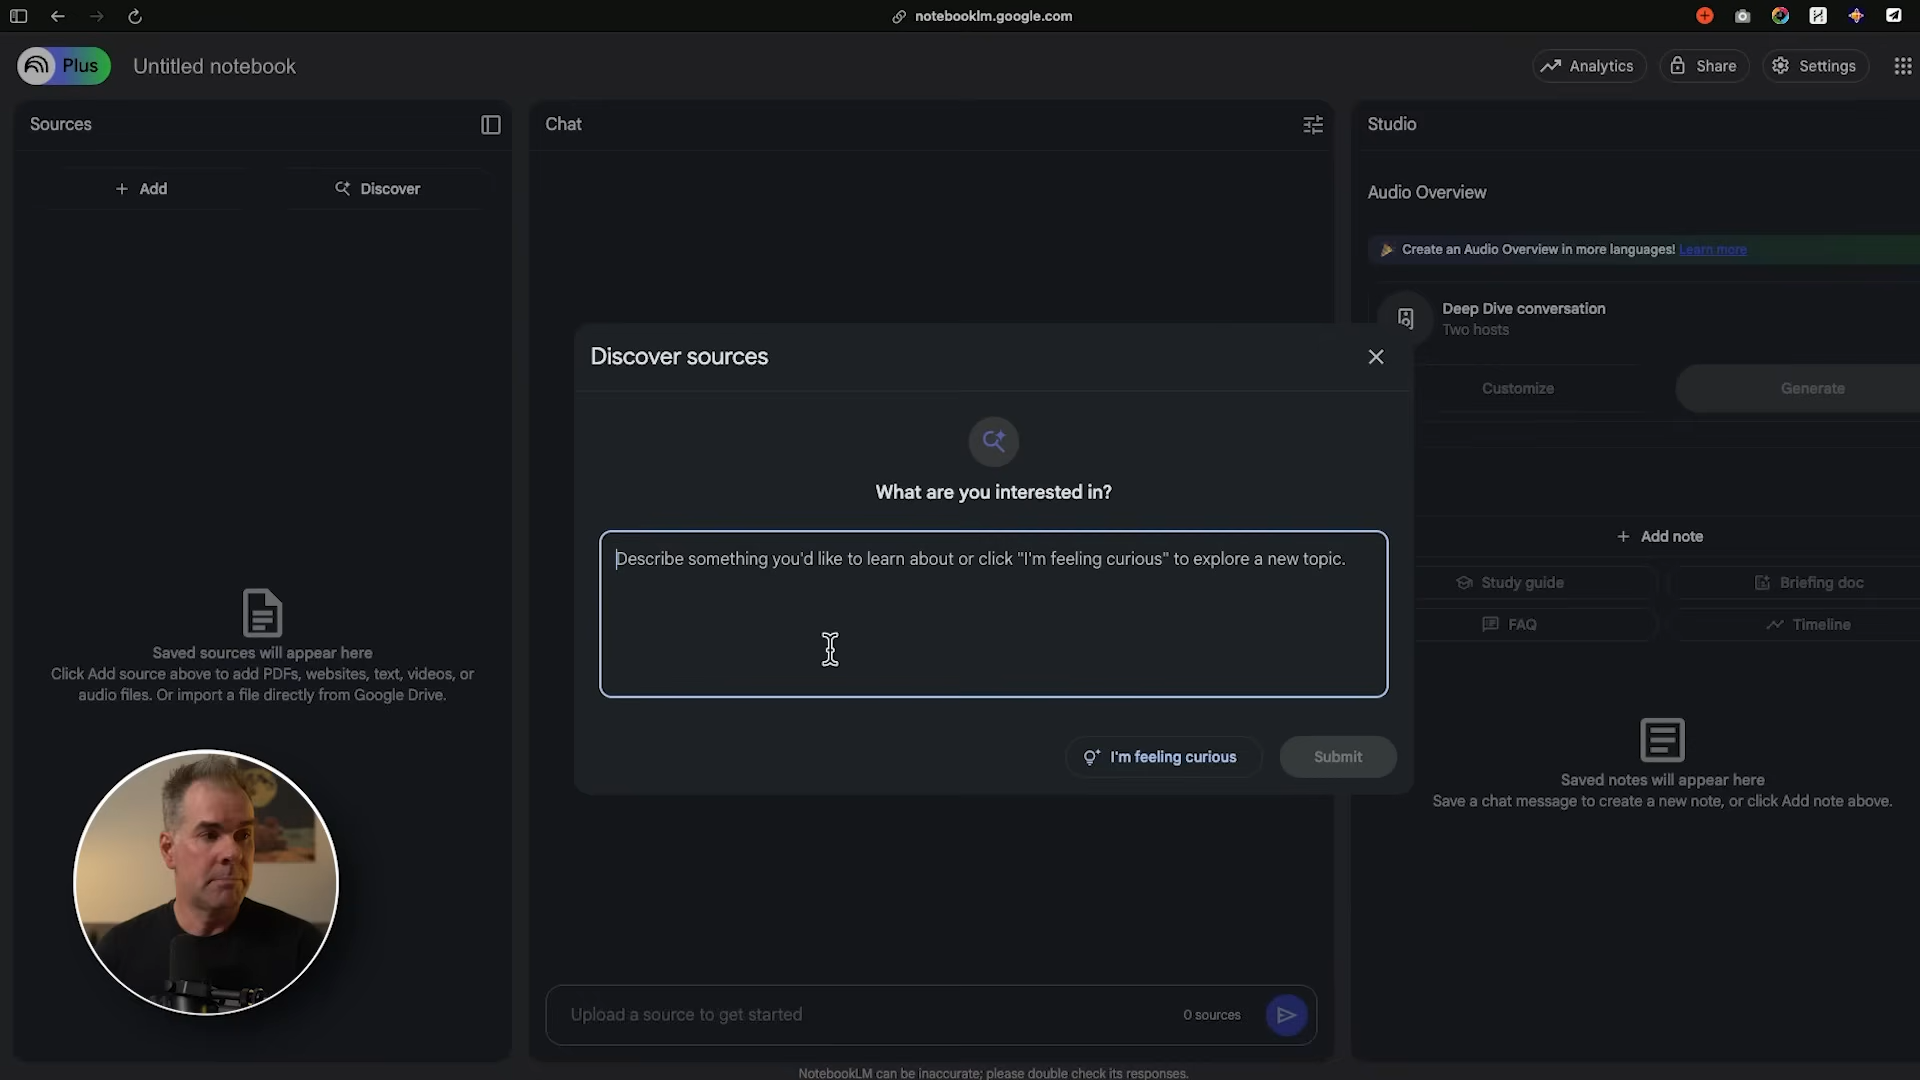 notebooklm.google.com
Plus
Untitled notebook
Analytics
Share
Settings
Sources
+ Add
Discover
Saved sources will appear here
Click Add source above to add PDFs, websites, text, videos, or
audio files. Or import a file directly from Google Drive.
Chat
Discover sources
What are you interested in?
Describe something you'd like to learn about or click "I'm feeling curious" to explore a new topic.
I'm feeling curious
Submit
Upload a source to get started
0 sources
NotebookLM can be inaccurate; please double check its responses.
Studio
Audio Overview
Create an Audio Overview in more languages! Learn more
Deep Dive conversation
Two hosts
Customize
Generate
+ Add note
Study guide
Briefing doc
FAQ
Timeline
Saved notes will appear here
Save a chat message to create a new note, or click Add note above.